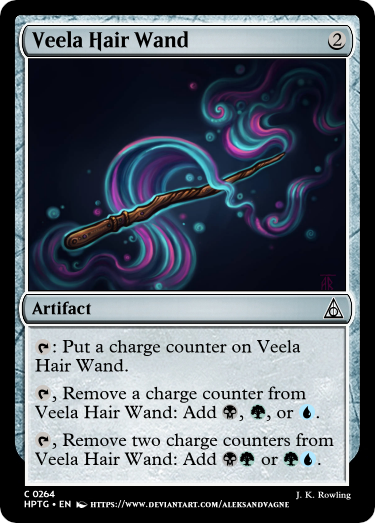 Veela Hair Wand 2
Artifact
: Put a charge counter on Veela
Hair Wand.
, Remove a charge counter from
Veela Hair Wand: Add , , or .
, Remove two charge counters from
Veela Hair Wand: Add or .
C 0264 J. K. Rowling
HPTG • EN HTTPS://WWW.DEVIANTART.COM/ALEKSANDVAGNE